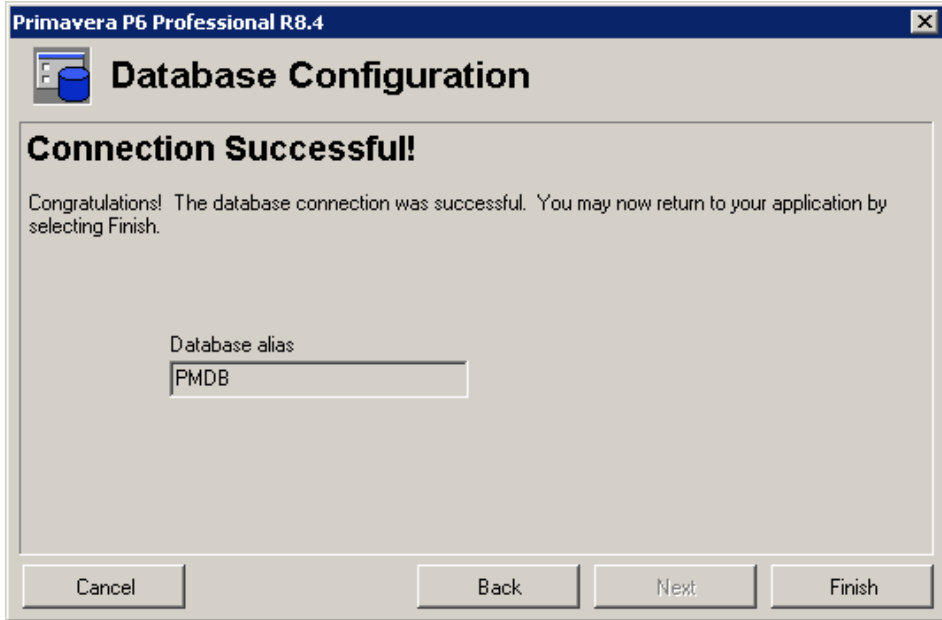 Primavera P6 Professional R8.4
Database Configuration
Connection Successful!
Congratulations!  The database connection was successful.  You may now return to your application by
selecting Finish.
Database alias
PMDB
Cancel
Back
Next
Finish